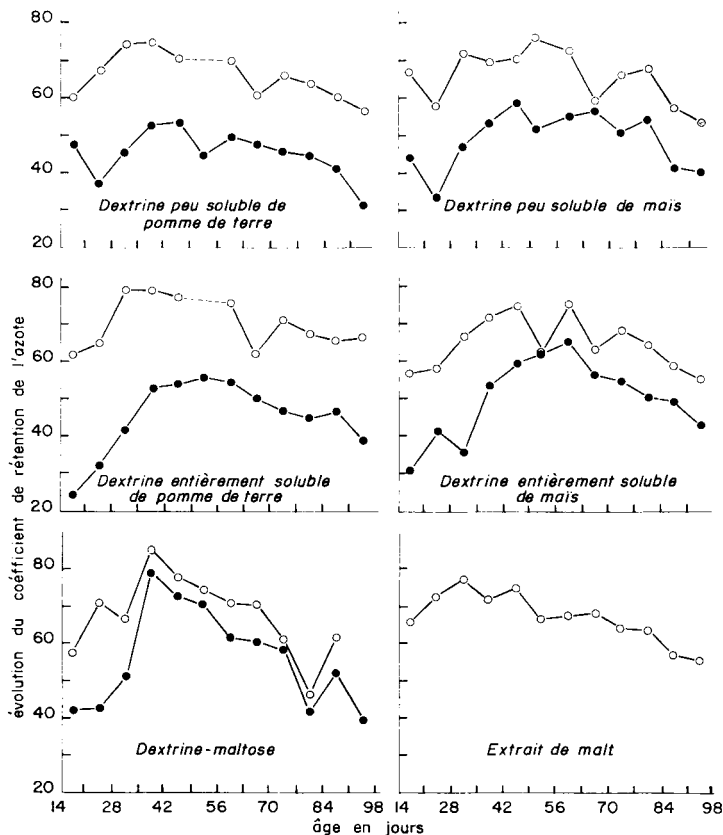 80
60
40
20
Dextrine peu soluble de
pomme de terre
Dextrine peu soluble de maïs
80
60
40
20
Dextrine entièrement soluble
de pomme de terre
Dextrine entièrement soluble
de maïs
80
60
40
20
Dextrine-maltose
Extrait de malt
14 28 42 56 70 84 98
14 28 42 56 70 84 98
âge en jours
évolution du coéfficient de rétention de l'azote